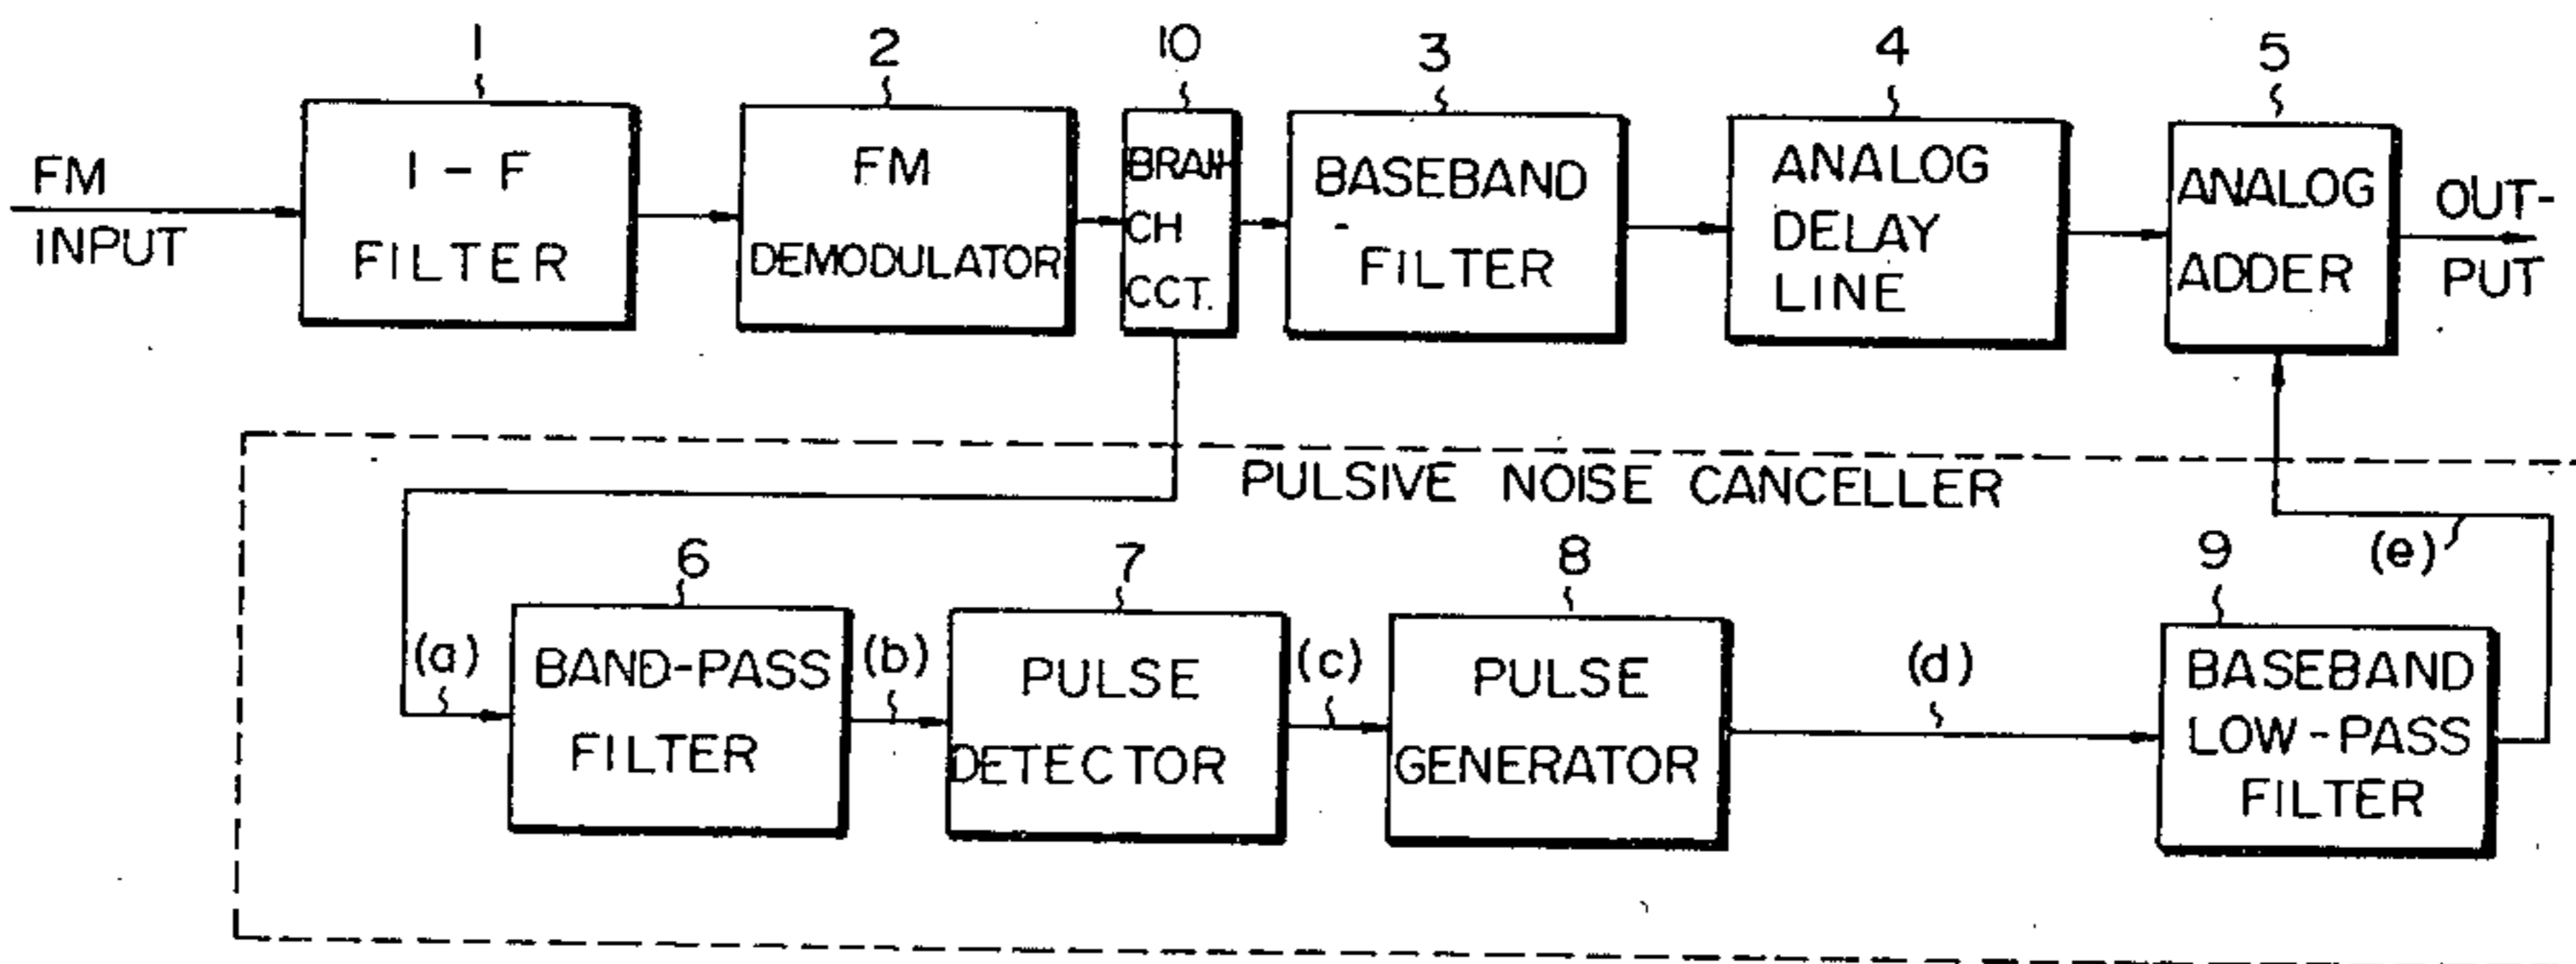 1
2
10
3
4
5
FM
INPUT
I-F
FILTER
FM
DEMODULATOR
BRAN
CH
CCT.
BASEBAND
FILTER
ANALOG
DELAY
LINE
ANALOG
ADDER
OUT-
PUT
PULSIVE NOISE CANCELLER
(e)
6
7
8
9
(a)
BAND-PASS
FILTER
(b)
PULSE
DETECTOR
(c)
PULSE
GENERATOR
(d)
BASEBAND
LOW-PASS
FILTER